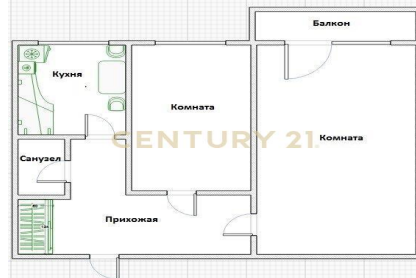 Балкон
Кухня
Комната
CENTURY 21
Комната
Санузел
Прихожая